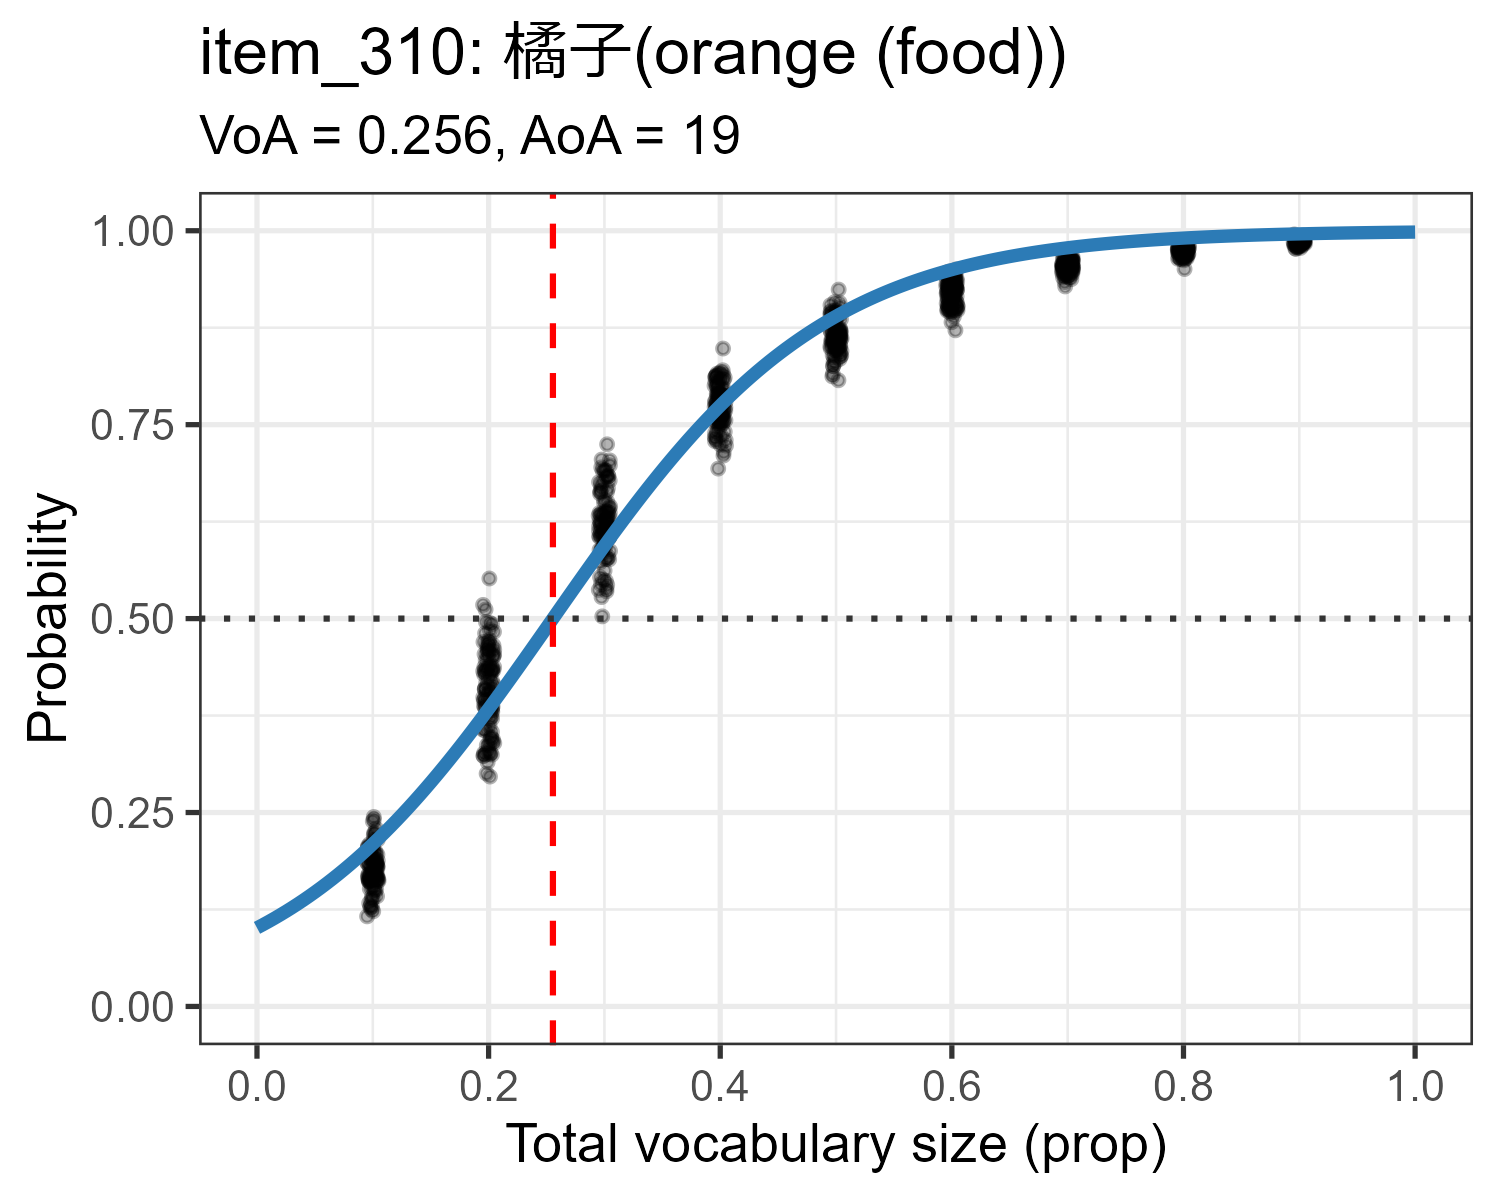 item_310: 橘子(orange (food))
VoA = 0.256, AoA = 19
1.00
0.75
0.50
0.25
0.00
Probability
0.0 0.2 0.4 0.6 0.8 1.0
Total vocabulary size (prop)